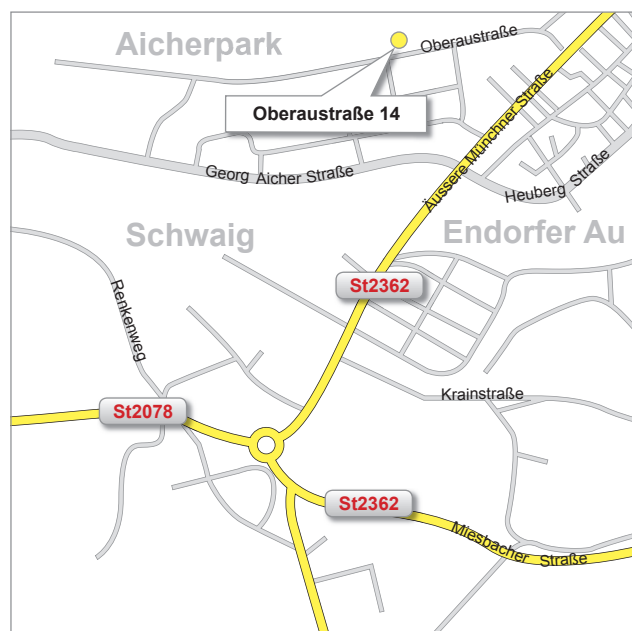 Aicherpark
Oberaustraße
Oberaustraße 14
Äussere Münchner Straße
Georg Aicher Straße
Heuberg Straße
Schwaig
Endorfer Au
St2362
Renkenweg
Krainstraße
St2078
St2362
Miesbacher Straße